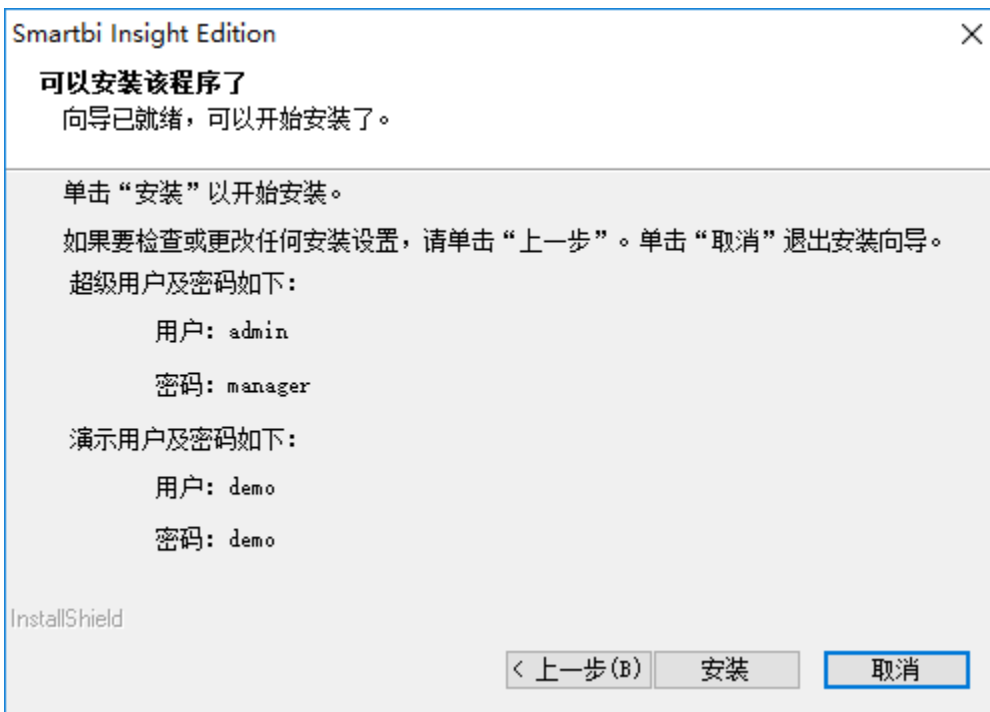 Smartbi Insight Edition
可以安装该程序了
向导已就绪，可以开始安装了。
单击“安装”以开始安装。
如果要检查或更改任何安装设置，请单击“上一步”。单击“取消”退出安装向导。
超级用户及密码如下：
用户：admin
密码：manager
演示用户及密码如下：
用户：demo
密码：demo
InstallShield
< 上一步(B) 安装 取消